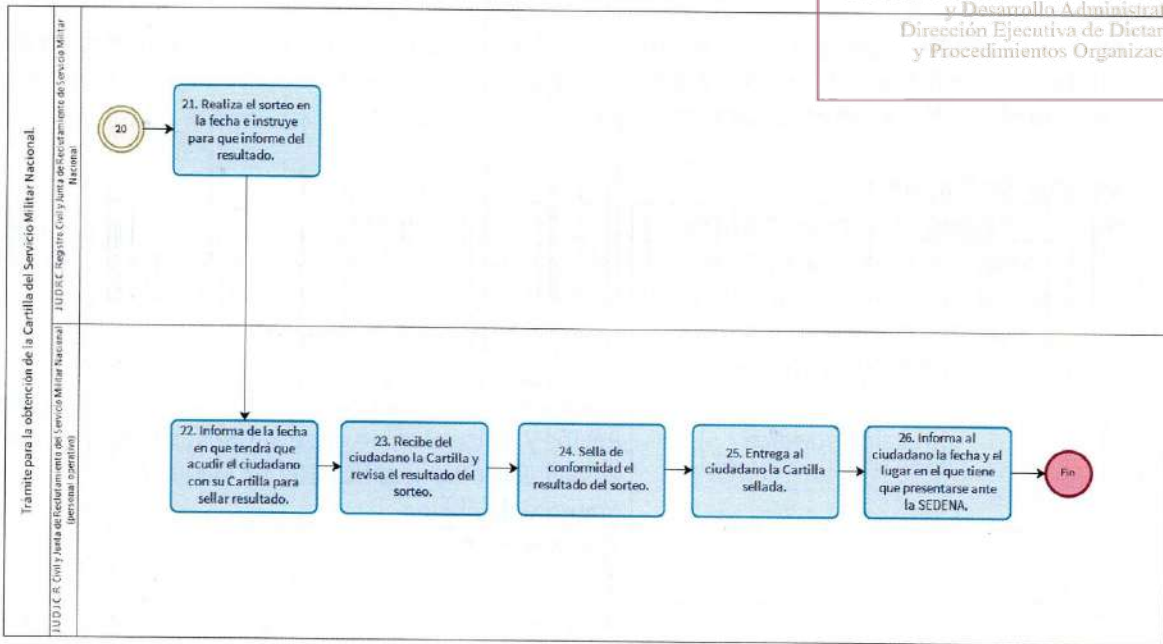 y Desarrollo Administrat
Dirección Ejecutiva de Dictan
y Procedimientos Organizac
Trámite para la obtención de la Cartilla del Servicio Militar Nacional.
J.U.D.R.C. Registro Civil y Junta de Reclutamiento de Servicio Militar
Nacional
20
21. Realiza el sorteo en
la fecha e instruye
para que informe del
resultado.
J.U.D.J.C. R. Civil y Junta de Reclutamiento del Servicio Militar Nacional
(personal operativo)
22. Informa de la fecha
en que tendrá que
acudir el ciudadano
con su Cartilla para
sellar resultado.
23. Recibe del
ciudadano la Cartilla y
revisa el resultado del
sorteo.
24. Sella de
conformidad el
resultado del sorteo.
25. Entrega al
ciudadano la Cartilla
sellada.
26. Informa al
ciudadano la fecha y el
lugar en el que tiene
que presentarse ante
la SEDENA.
Fin